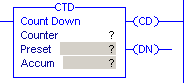 CTD
Count Down
Counter ?
Preset ?
Accum ?
(CD)
(DN)